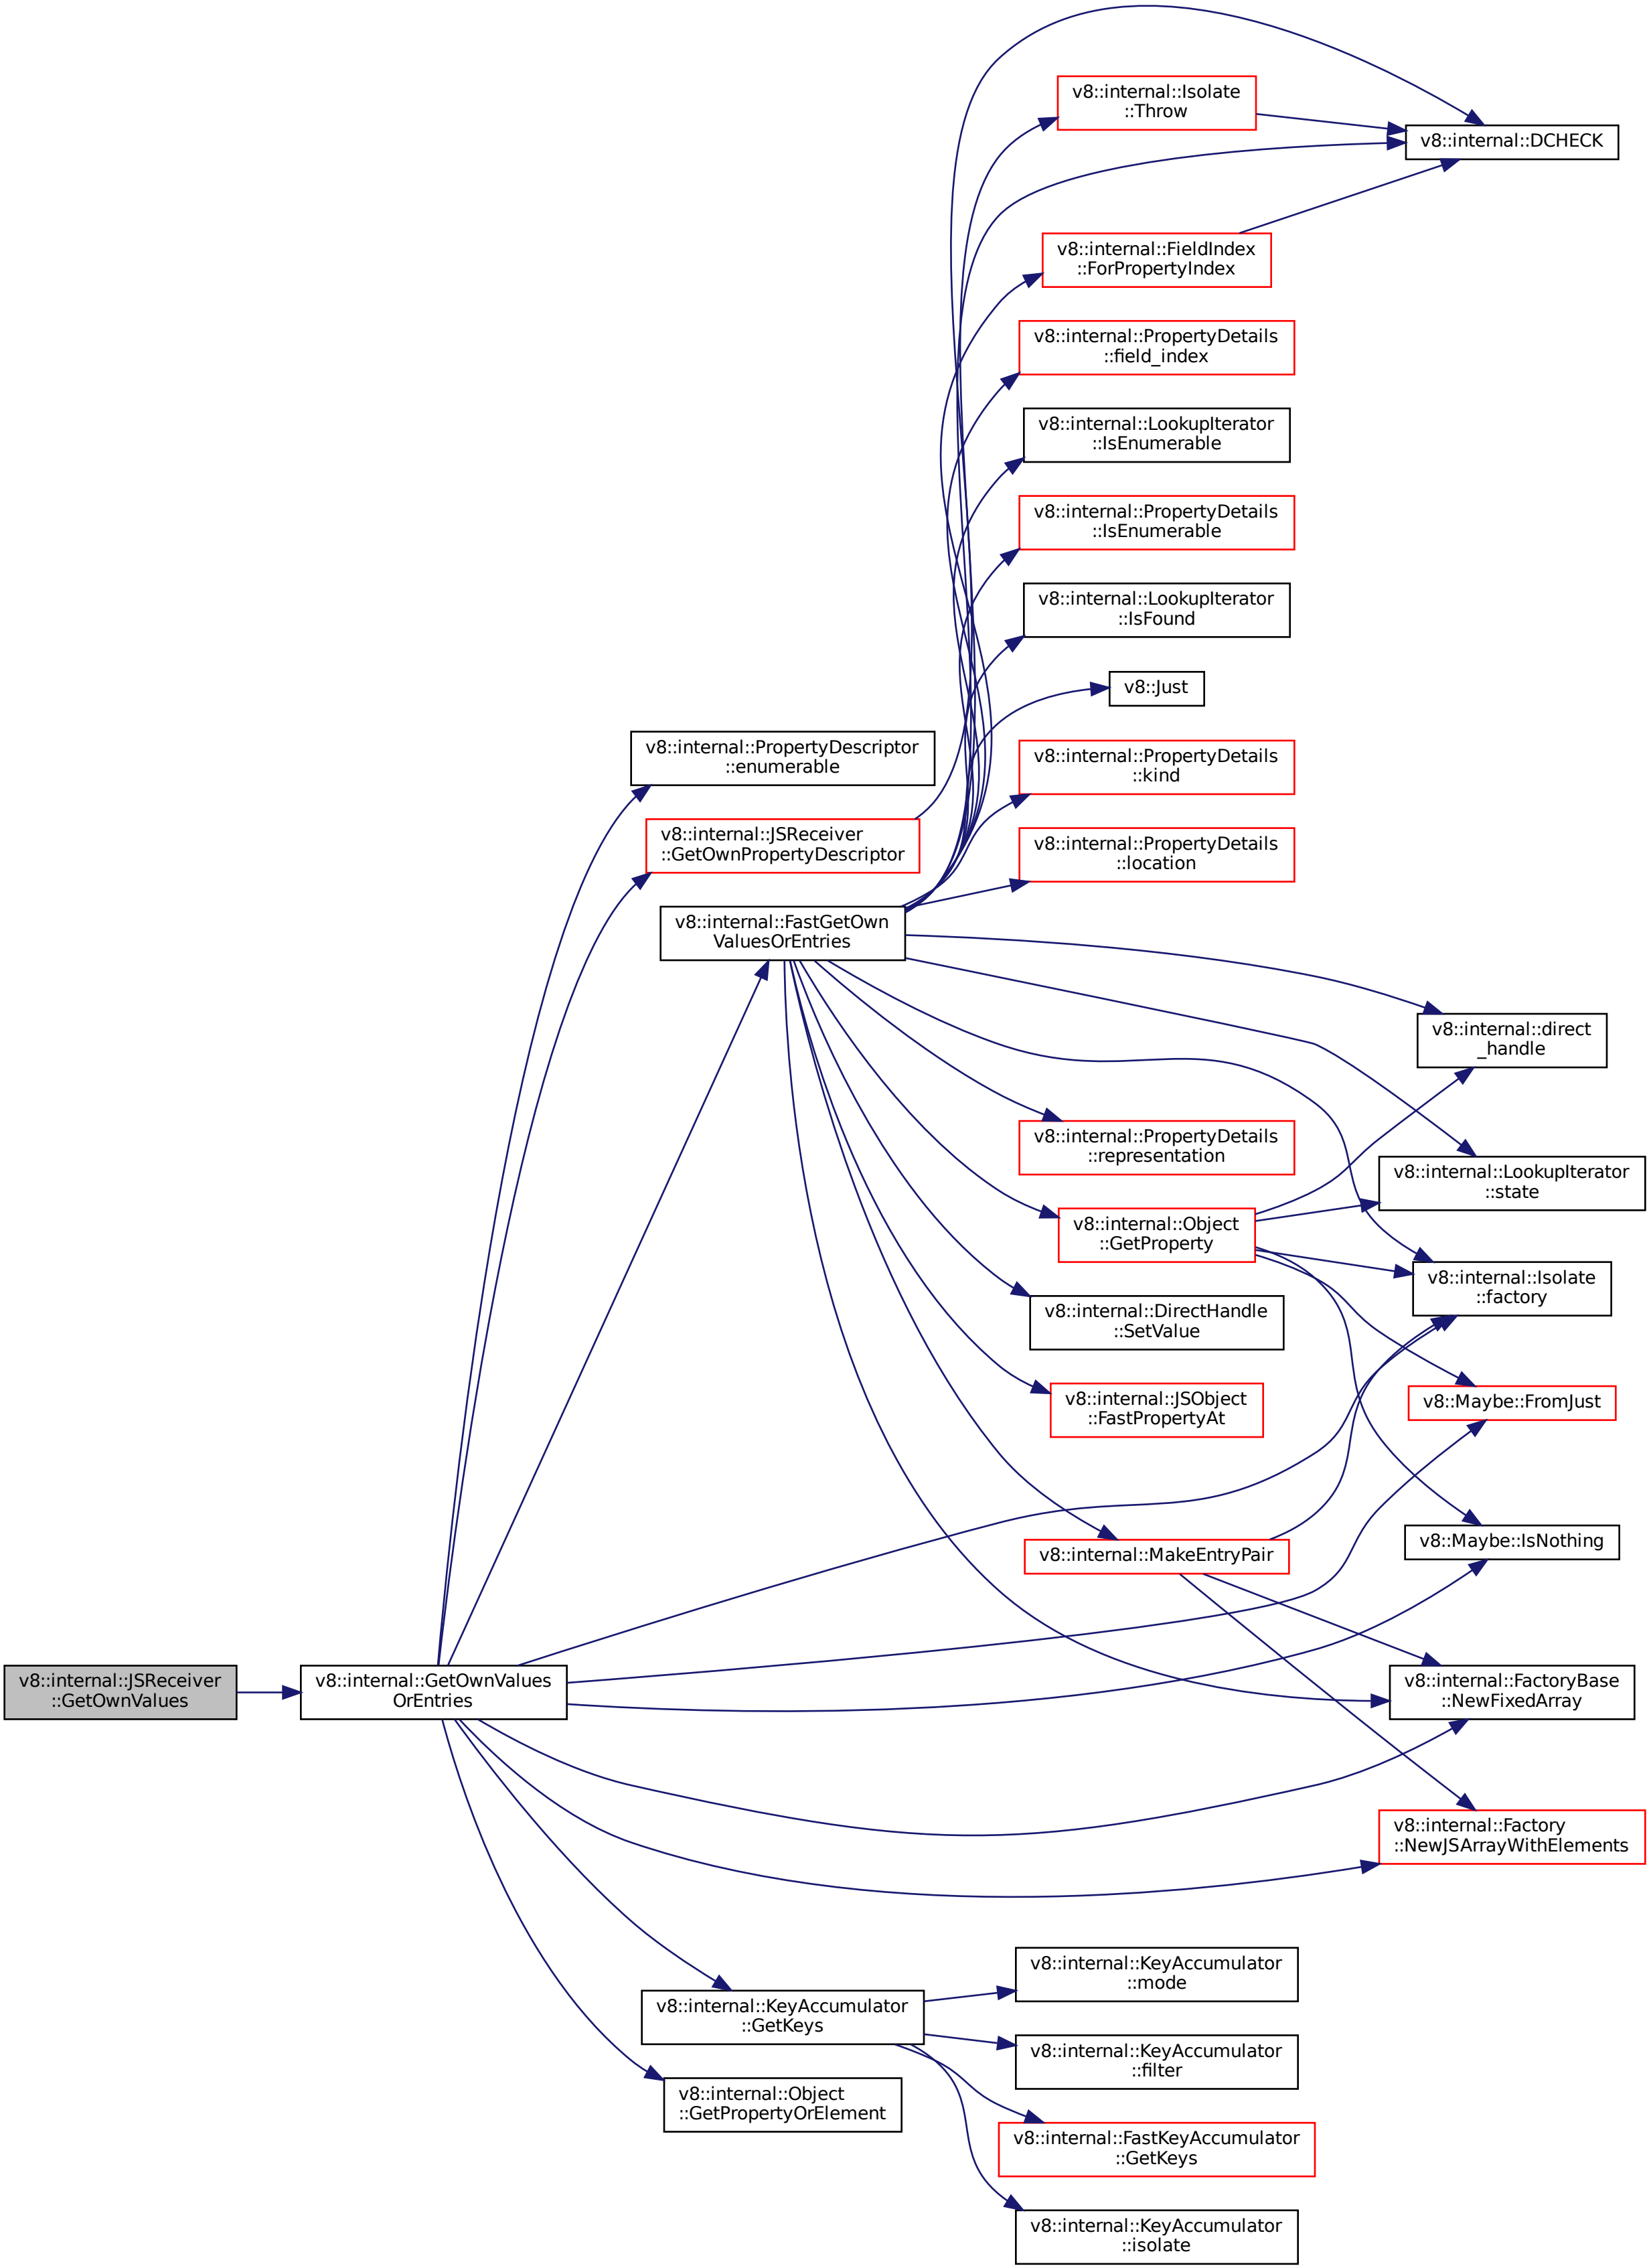 v8::internal::Isolate
::Throw
v8::internal::DCHECK
v8::internal::FieldIndex
::ForPropertyIndex
v8::internal::PropertyDetails
::field_index
v8::internal::LookupIterator
::IsEnumerable
v8::internal::PropertyDetails
::IsEnumerable
v8::internal::LookupIterator
::IsFound
v8::Just
v8::internal::PropertyDescriptor
::enumerable
v8::internal::PropertyDetails
::kind
v8::internal::JSReceiver
::GetOwnPropertyDescriptor
v8::internal::PropertyDetails
::location
v8::internal::FastGetOwn
ValuesOrEntries
v8::internal::direct
_handle
v8::internal::PropertyDetails
::representation
v8::internal::LookupIterator
::state
v8::internal::Object
::GetProperty
v8::internal::Isolate
::factory
v8::internal::DirectHandle
::SetValue
v8::internal::JSObject
::FastPropertyAt
v8::Maybe::FromJust
v8::internal::MakeEntryPair
v8::Maybe::IsNothing
v8::internal::JSReceiver
::GetOwnValues
v8::internal::GetOwnValues
OrEntries
v8::internal::FactoryBase
::NewFixedArray
v8::internal::Factory
::NewJSArrayWithElements
v8::internal::KeyAccumulator
::mode
v8::internal::KeyAccumulator
::GetKeys
v8::internal::KeyAccumulator
::filter
v8::internal::Object
::GetPropertyOrElement
v8::internal::FastKeyAccumulator
::GetKeys
v8::internal::KeyAccumulator
::isolate